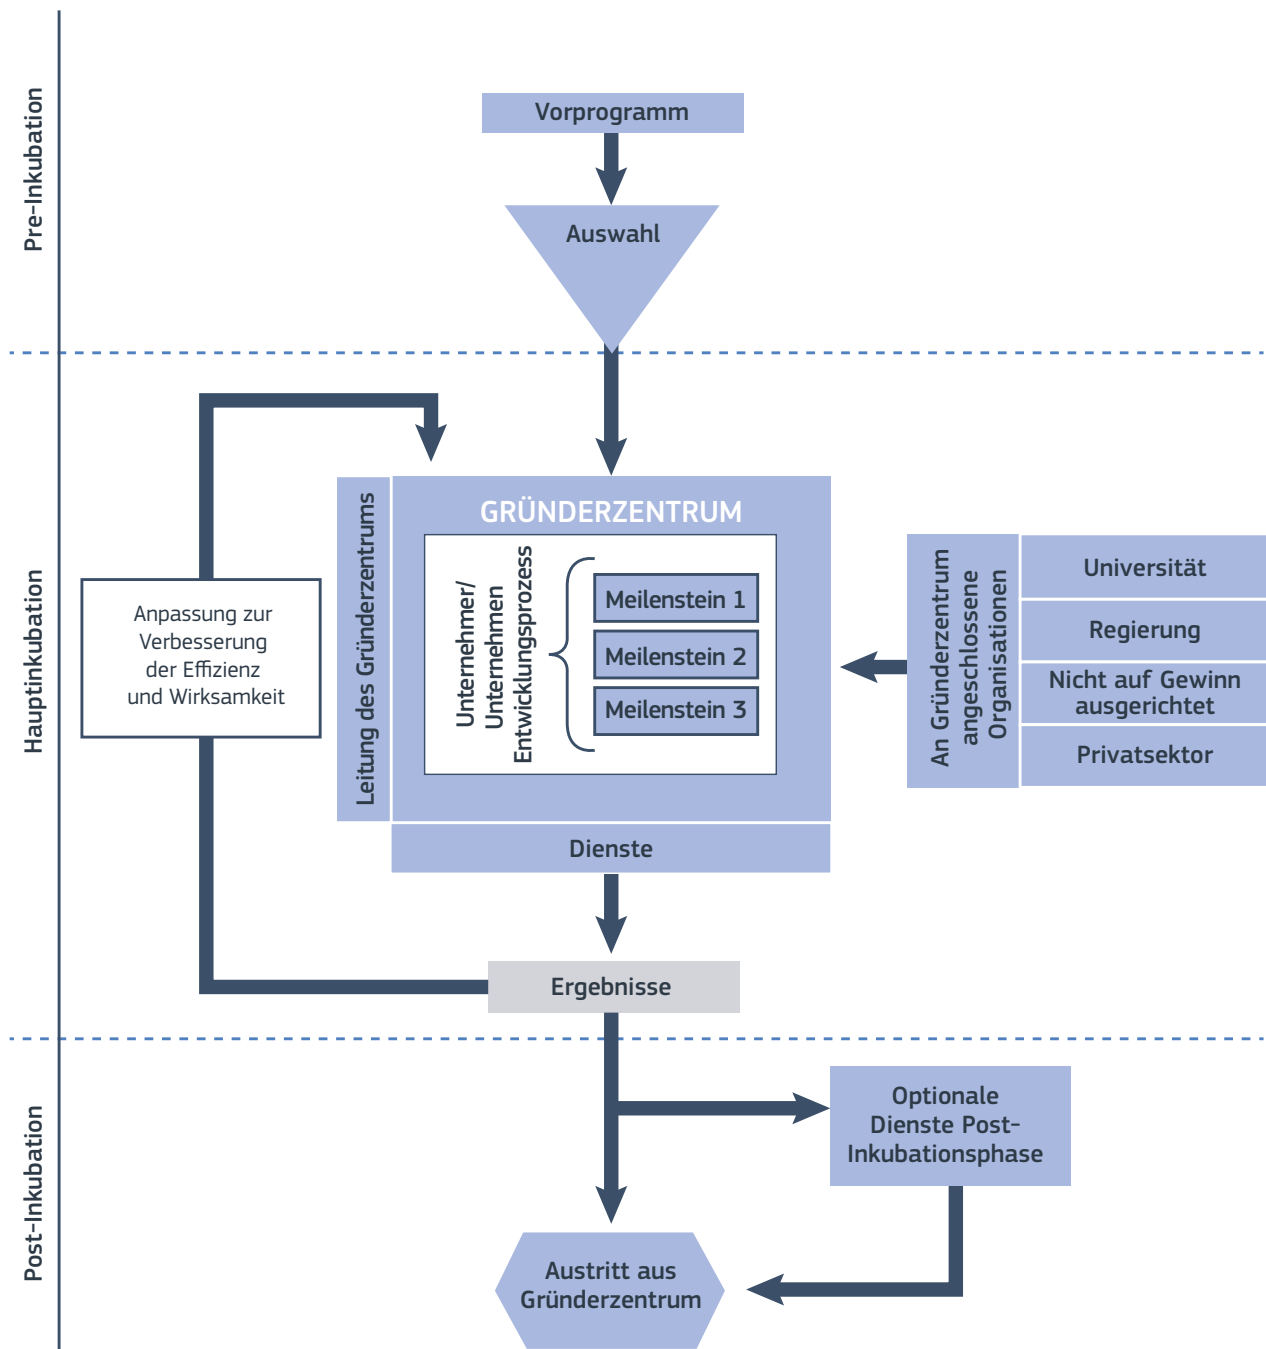 Pre-Inkubation
Vorprogramm
Auswahl
Hauptinkubation
Anpassung zur
Verbesserung
der Effizienz
und Wirksamkeit
Leitung des Gründerzentrums
GRÜNDERZENTRUM
Unternehmer/
Unternehmen
Entwicklungsprozess
Meilenstein 1
Meilenstein 2
Meilenstein 3
Dienste
An Gründerzentrum
angeschlossene
Organisationen
Universität
Regierung
Nicht auf Gewinn
ausgerichtet
Privatsektor
Ergebnisse
Post-Inkubation
Optionale
Dienste Post-
Inkubationsphase
Austritt aus
Gründerzentrum